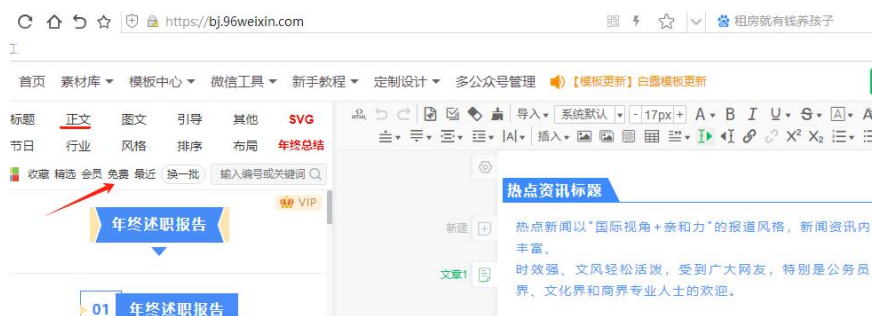 https://bj.96weixin.com
租房就有钱养孩子
工
首页 素材库 模板中心 微信工具 新手教程 定制设计 多公众号管理 【模板更新】白露模板更新
标题 正文 图文 引导 其他 SVG
节日 行业 风格 排序 布局 年终总结
收藏 精选 会员 免费 最近 换一批 输入编号或关键词
HTML 导入 系统默认 - 17px + A B I U S A A
|A| 插入 X² X₂
VIP
年终述职报告
01 年终述职报告
新建
文章1
热点资讯标题
热点新闻以“国际视角+亲和力”的报道风格，新闻资讯内
丰富、
时效强、文风轻松活泼，受到广大网友，特别是公务员
界、文化界和商界专业人士的欢迎。